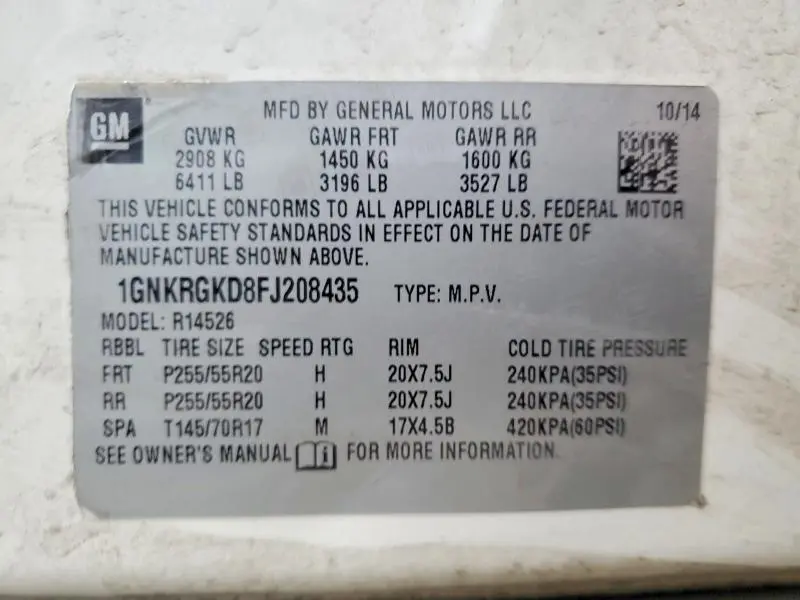 GM
MFD BY GENERAL MOTORS LLC 10/14
GVWR GAWR FRT GAWR RR
2908 KG 1450 KG 1600 KG
6411 LB 3196 LB 3527 LB
THIS VEHICLE CONFORMS TO ALL APPLICABLE U.S. FEDERAL MOTOR
VEHICLE SAFETY STANDARDS IN EFFECT ON THE DATE OF
MANUFACTURE SHOWN ABOVE.
1GNKRGKD8FJ208435 TYPE: M.P.V.
MODEL: R14526
RBBL TIRE SIZE SPEED RTG RIM COLD TIRE PRESSURE
FRT P255/55R20 H 20X7.5J 240KPA(35PSI)
RR P255/55R20 H 20X7.5J 240KPA(35PSI)
SPA T145/70R17 M 17X4.5B 420KPA(60PSI)
SEE OWNER'S MANUAL i FOR MORE INFORMATION.